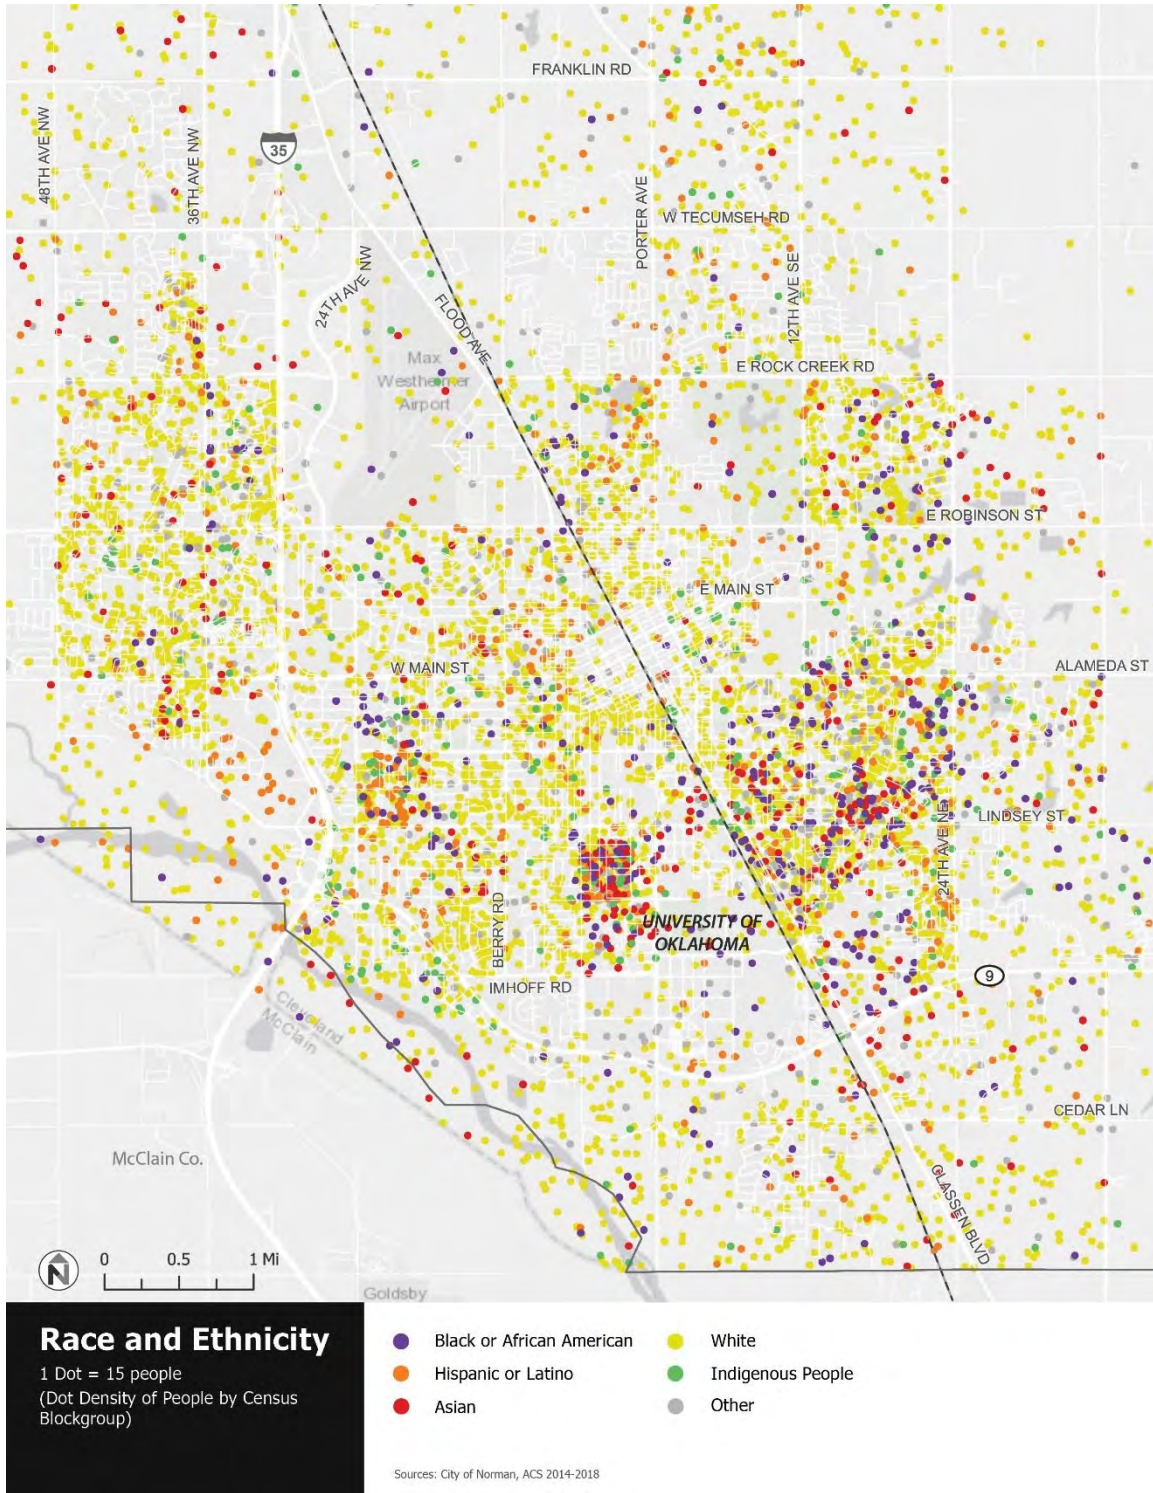 FRANKLIN RD
48TH AVE NW
36TH AVE NW
35
PORTER AVE
W TECUMSEH RD
24TH AVE NW
12TH AVE SE
FLOOD AVE
Max
Westheimer
Airport
E ROCK CREEK RD
E ROBINSON ST
E MAIN ST
W MAIN ST
ALAMEDA ST
LINDSEY ST
24TH AVE NE
BERRY RD
UNIVERSITY OF
OKLAHOMA
IMHOFF RD
9
Cleveland
McClain
CEDAR LN
McClain Co.
CLASSEN BLVD
N
0 0.5 1 Mi
Goldsby
Race and Ethnicity
1 Dot = 15 people
(Dot Density of People by Census
Blockgroup)
Black or African American
Hispanic or Latino
Asian
White
Indigenous People
Other
Sources: City of Norman, ACS 2014-2018